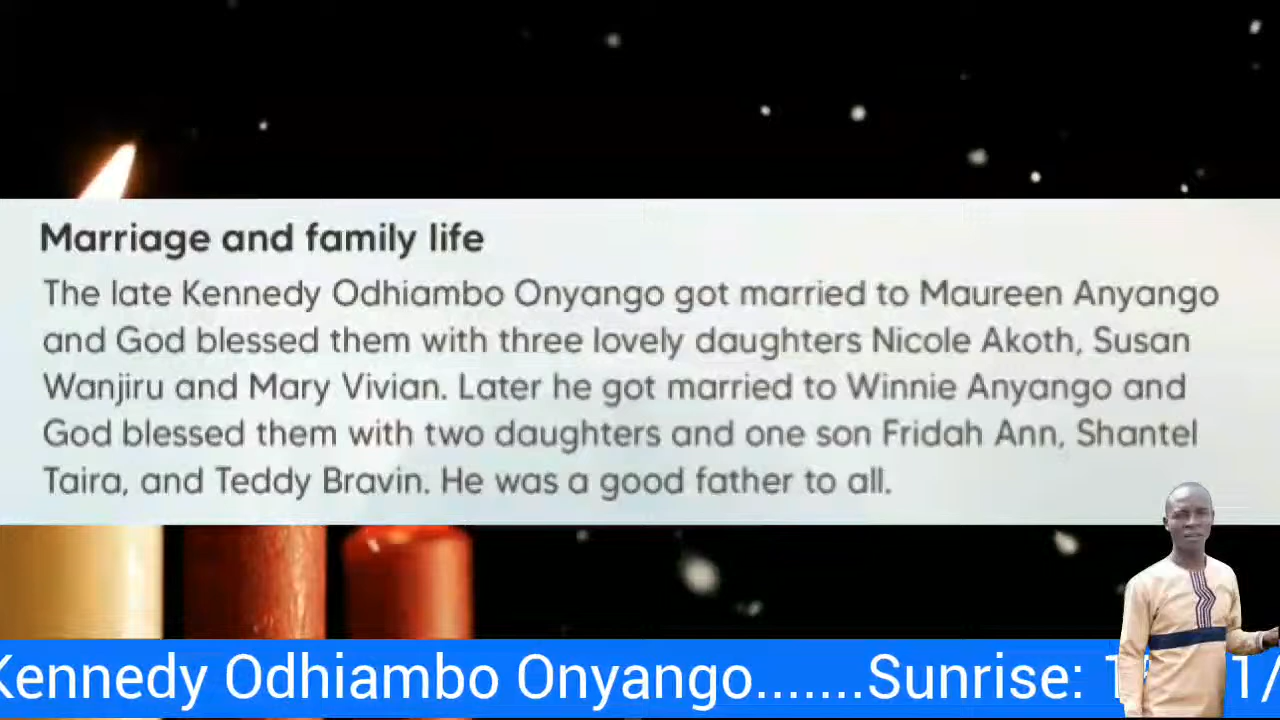 Marriage and family life
The late Kennedy Odhiambo Onyango got married to Maureen Anyango
and God blessed them with three lovely daughters Nicole Akoth, Susan
Wanjiru and Mary Vivian. Later he got married to Winnie Anyango and
God blessed them with two daughters and one son Fridah Ann, Shantel
Taira, and Teddy Bravin. He was a good father to all.
Kennedy Odhiambo Onyango.......Sunrise: